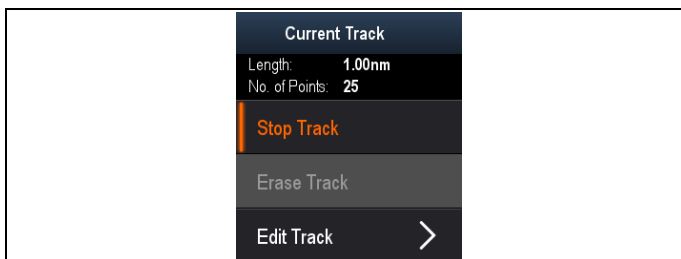 Current Track
Length: 1.00nm
No. of Points: 25
Stop Track
Erase Track
Edit Track